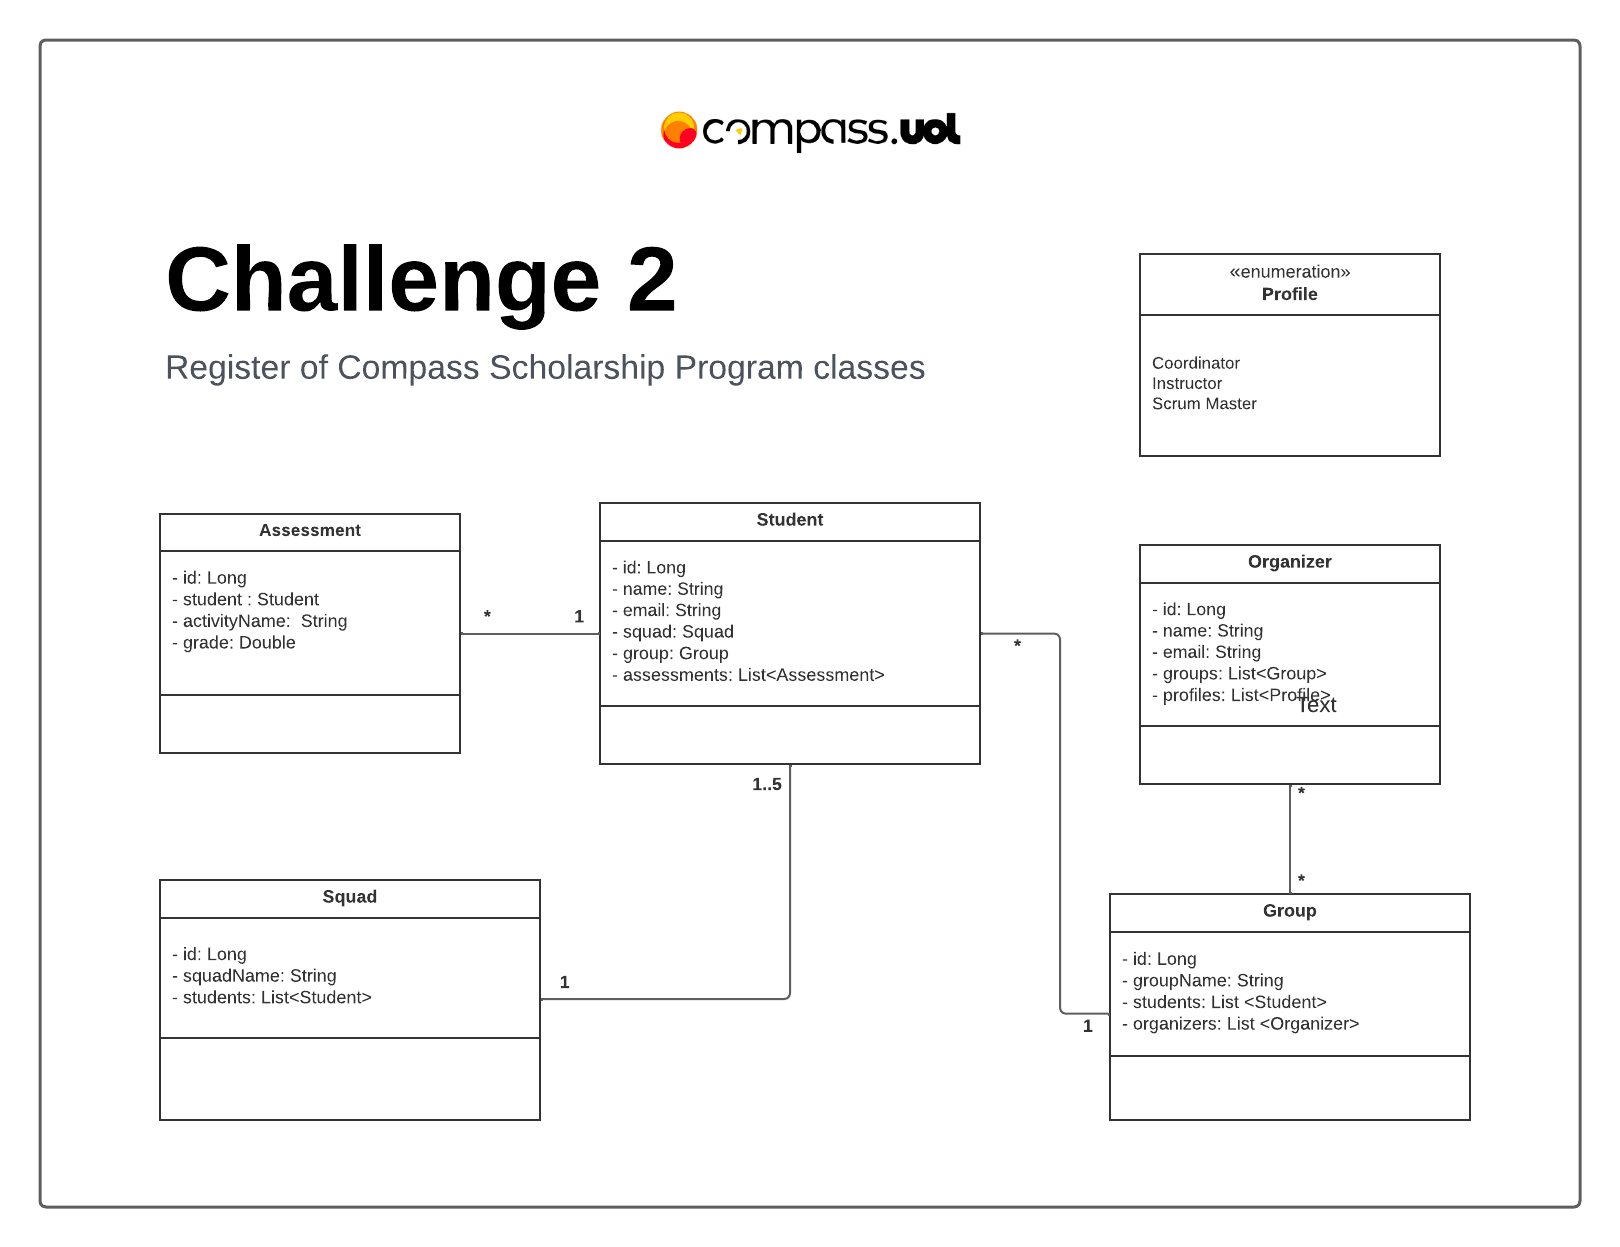 compass.uol
Challenge 2
Register of Compass Scholarship Program classes
«enumeration»
Profile
Coordinator
Instructor
Scrum Master
Assessment
- id: Long
- student : Student
- activityName:  String
- grade: Double
*
1
Student
- id: Long
- name: String
- email: String
- squad: Squad
- group: Group
- assessments: List<Assessment>
*
1..5
Organizer
- id: Long
- name: String
- email: String
- groups: List<Group>
- profiles: List<Profile>
Text
*
*
Squad
- id: Long
- squadName: String
- students: List<Student>
1
Group
- id: Long
- groupName: String
- students: List <Student>
- organizers: List <Organizer>
1